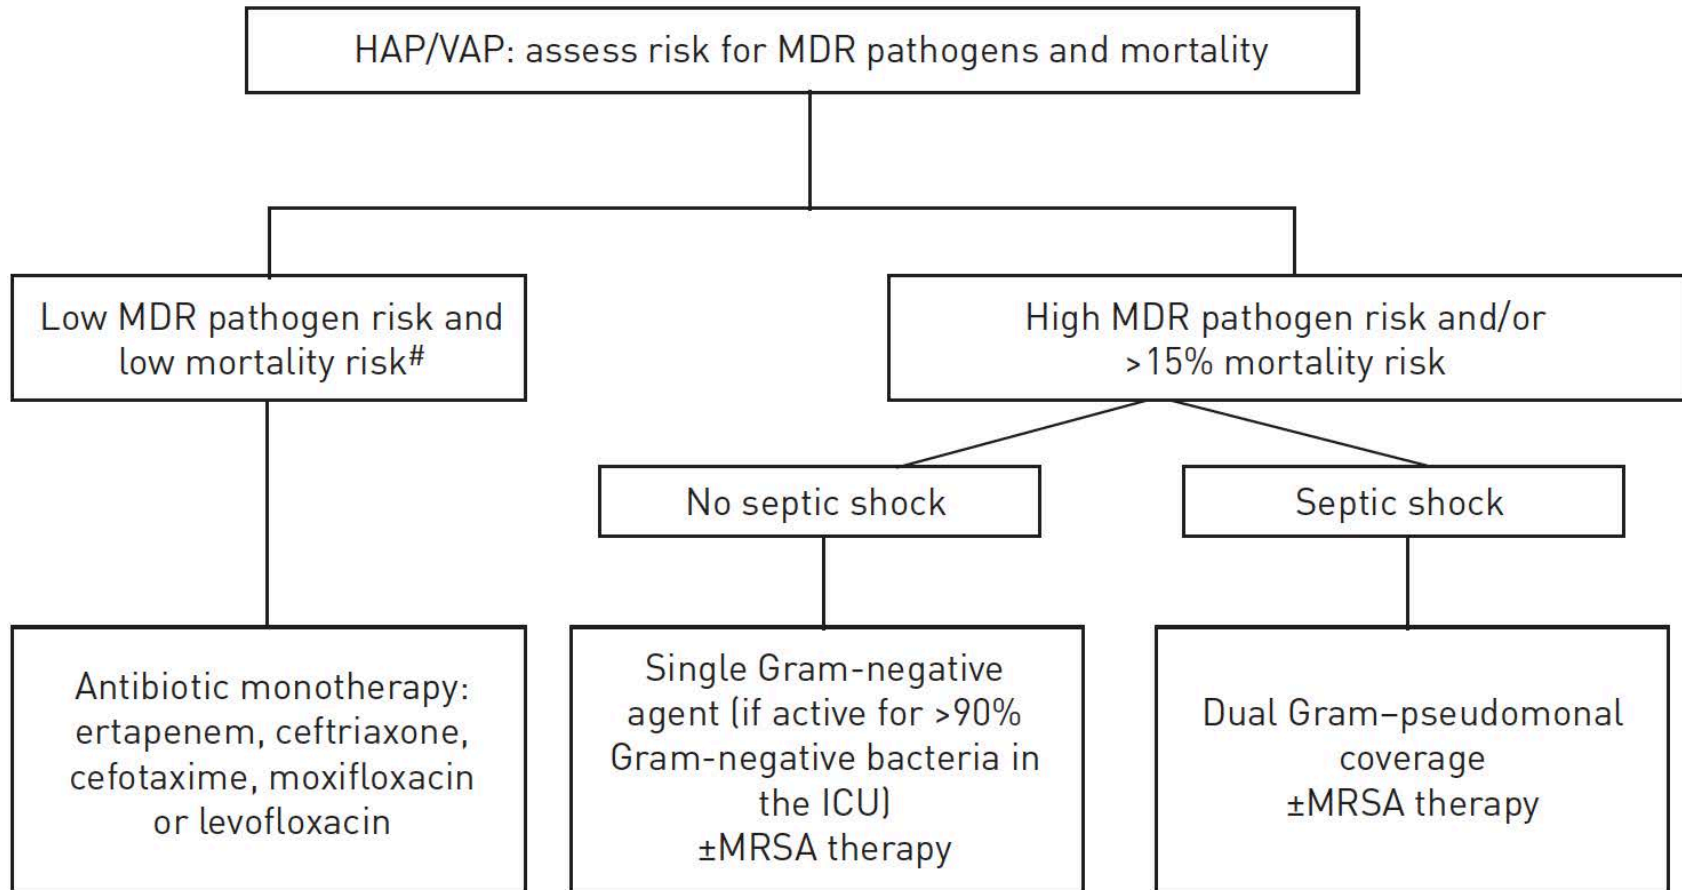 HAP/VAP: assess risk for MDR pathogens and mortality
Low MDR pathogen risk and
low mortality risk#
High MDR pathogen risk and/or
>15% mortality risk
No septic shock
Septic shock
Antibiotic monotherapy:
ertapenem, ceftriaxone,
cefotaxime, moxifloxacin
or levofloxacin
Single Gram-negative
agent (if active for >90%
Gram-negative bacteria in
the ICU)
±MRSA therapy
Dual Gram–pseudomonal
coverage
±MRSA therapy